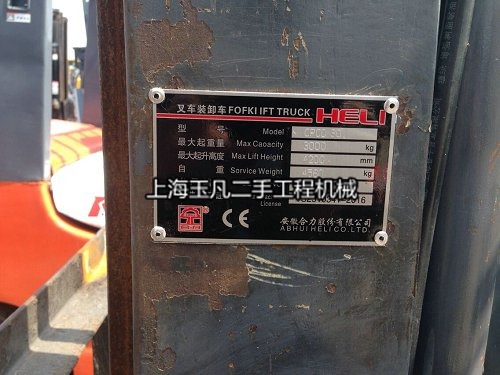 叉车装卸车 FOFKI IFT TRUCK HELI
型 号 Model
最大起重量 Max Caoacity 3000 kg
最大起升高度 Max Lift Height 4200 mm
自 重 Sorvice Weight kg
上海玉凡二手工程机械
License
CE 安徽合力股份有限公司
ABHUI HELI CO.LTD.